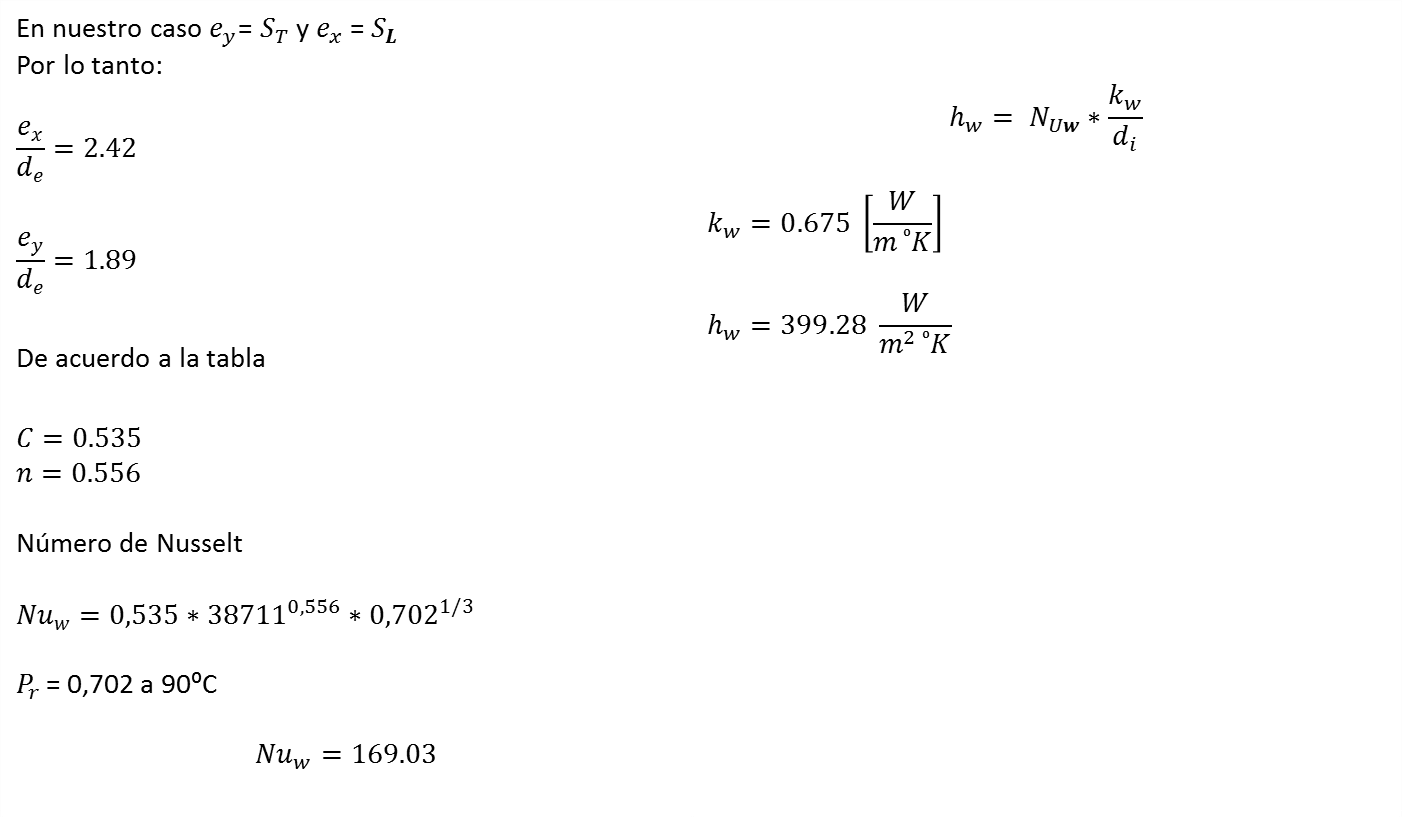 En nuestro caso e_y= S_T y e_x = S_L
Por lo tanto:
e_x/d_e = 2.42
e_y/d_e = 1.89
De acuerdo a la tabla
C = 0.535
n = 0.556
Número de Nusselt
Nu_w = 0,535 ∗ 38711^0,556 ∗ 0,702^1/3
P_r = 0,702 a 90⁰C
Nu_w = 169.03
h_w = N_Uw ∗ k_w/d_i
k_w = 0.675 [W/m °K]
h_w = 399.28 W/m² °K